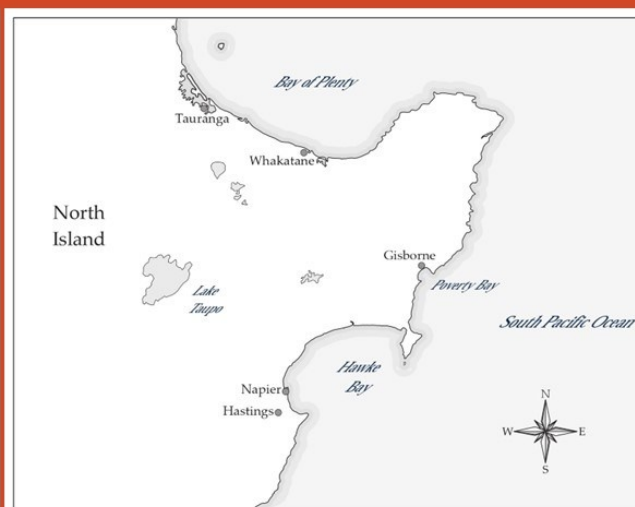 Bay of Plenty
Tauranga
Whakatane
North
Island
Gisborne
Lake
Taupo
Poverty Bay
South Pacific Ocean
Hawke
Bay
Napier
Hastings
N
W
E
S